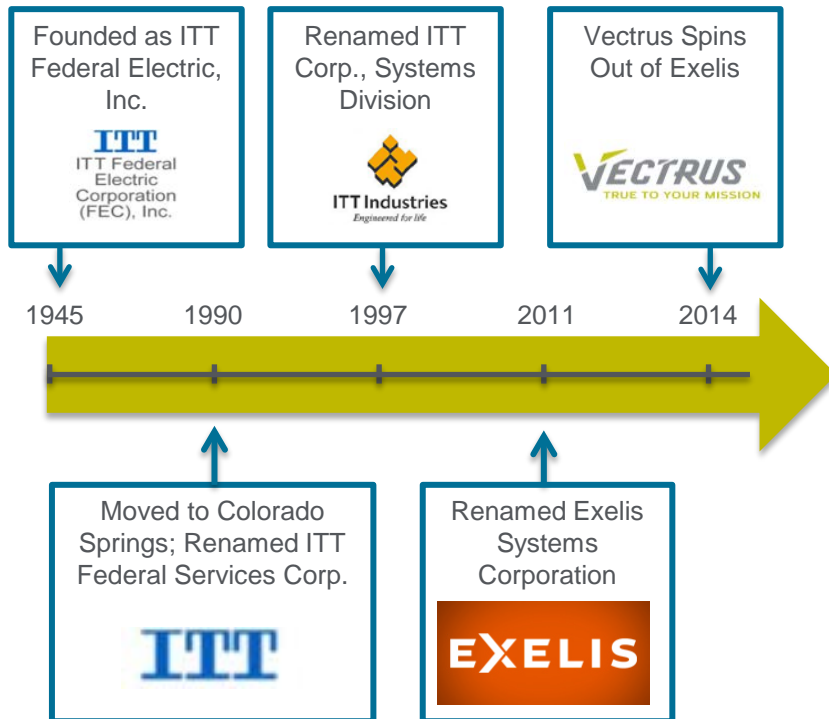 Founded as ITT
Federal Electric,
Inc.
ITT
ITT Federal
Electric
Corporation
(FEC), Inc.
Renamed ITT
Corp., Systems
Division
ITT Industries
Engineered for life
Vectrus Spins
Out of Exelis
VECTRUS
TRUE TO YOUR MISSION
1945
1990
1997
2011
2014
Moved to Colorado
Springs; Renamed ITT
Federal Services Corp.
ITT
Renamed Exelis
Systems
Corporation
EXELIS